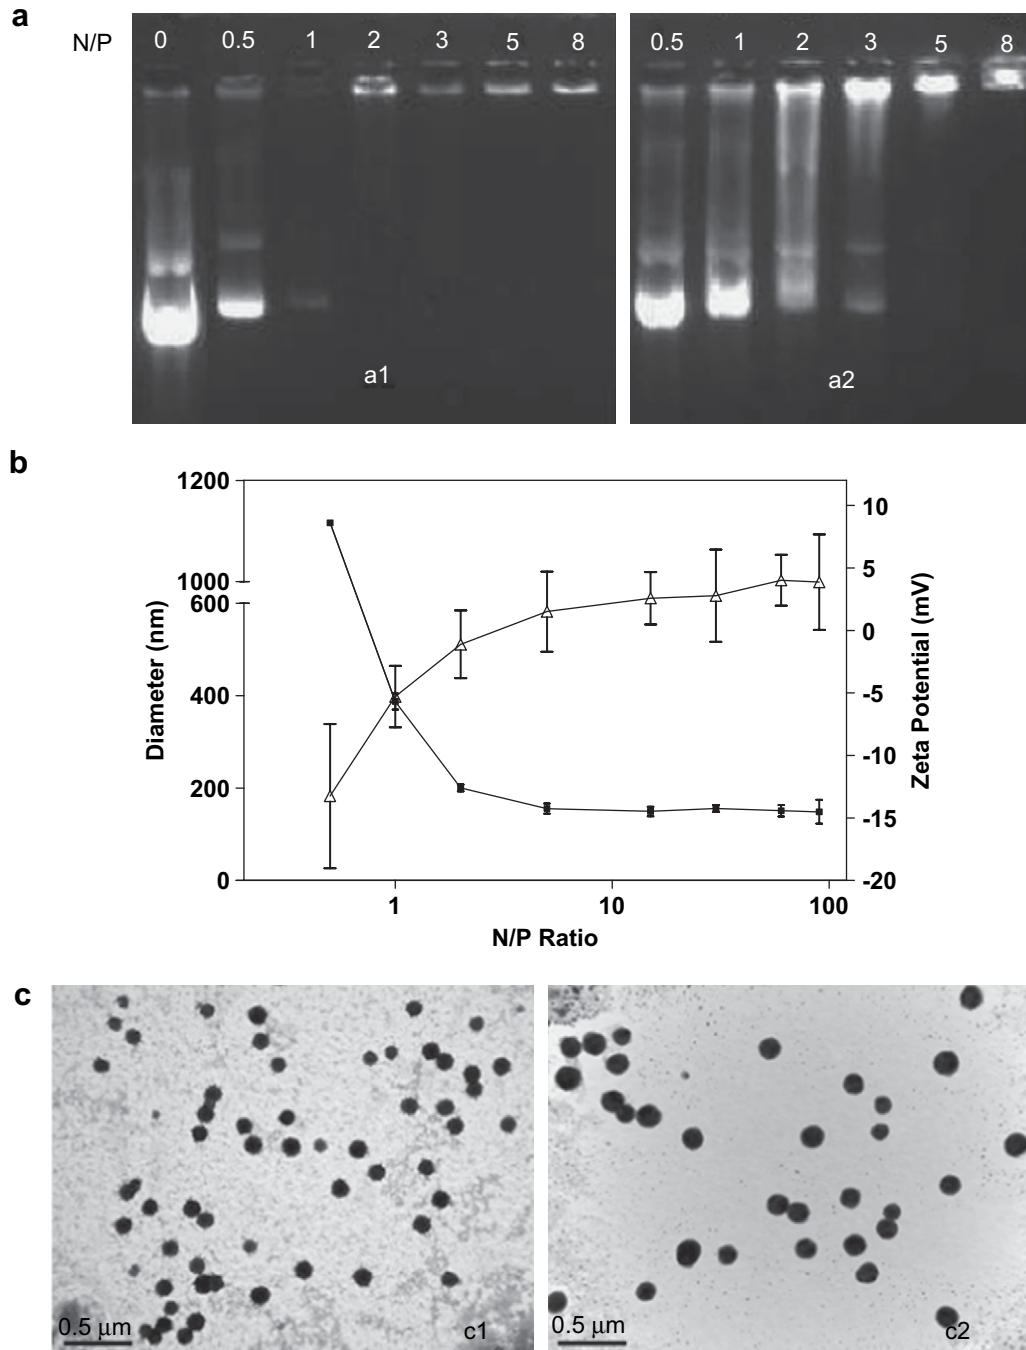 a
N/P 0 0.5 1 2 3 5 8
0.5 1 2 3 5 8
a1
a2
b
1200
1000
600
400
200
0
Diameter (nm)
10
5
0
-5
-10
-15
-20
Zeta Potential (mV)
1 10 100
N/P Ratio
c
0.5 μm
c1
0.5 μm
c2